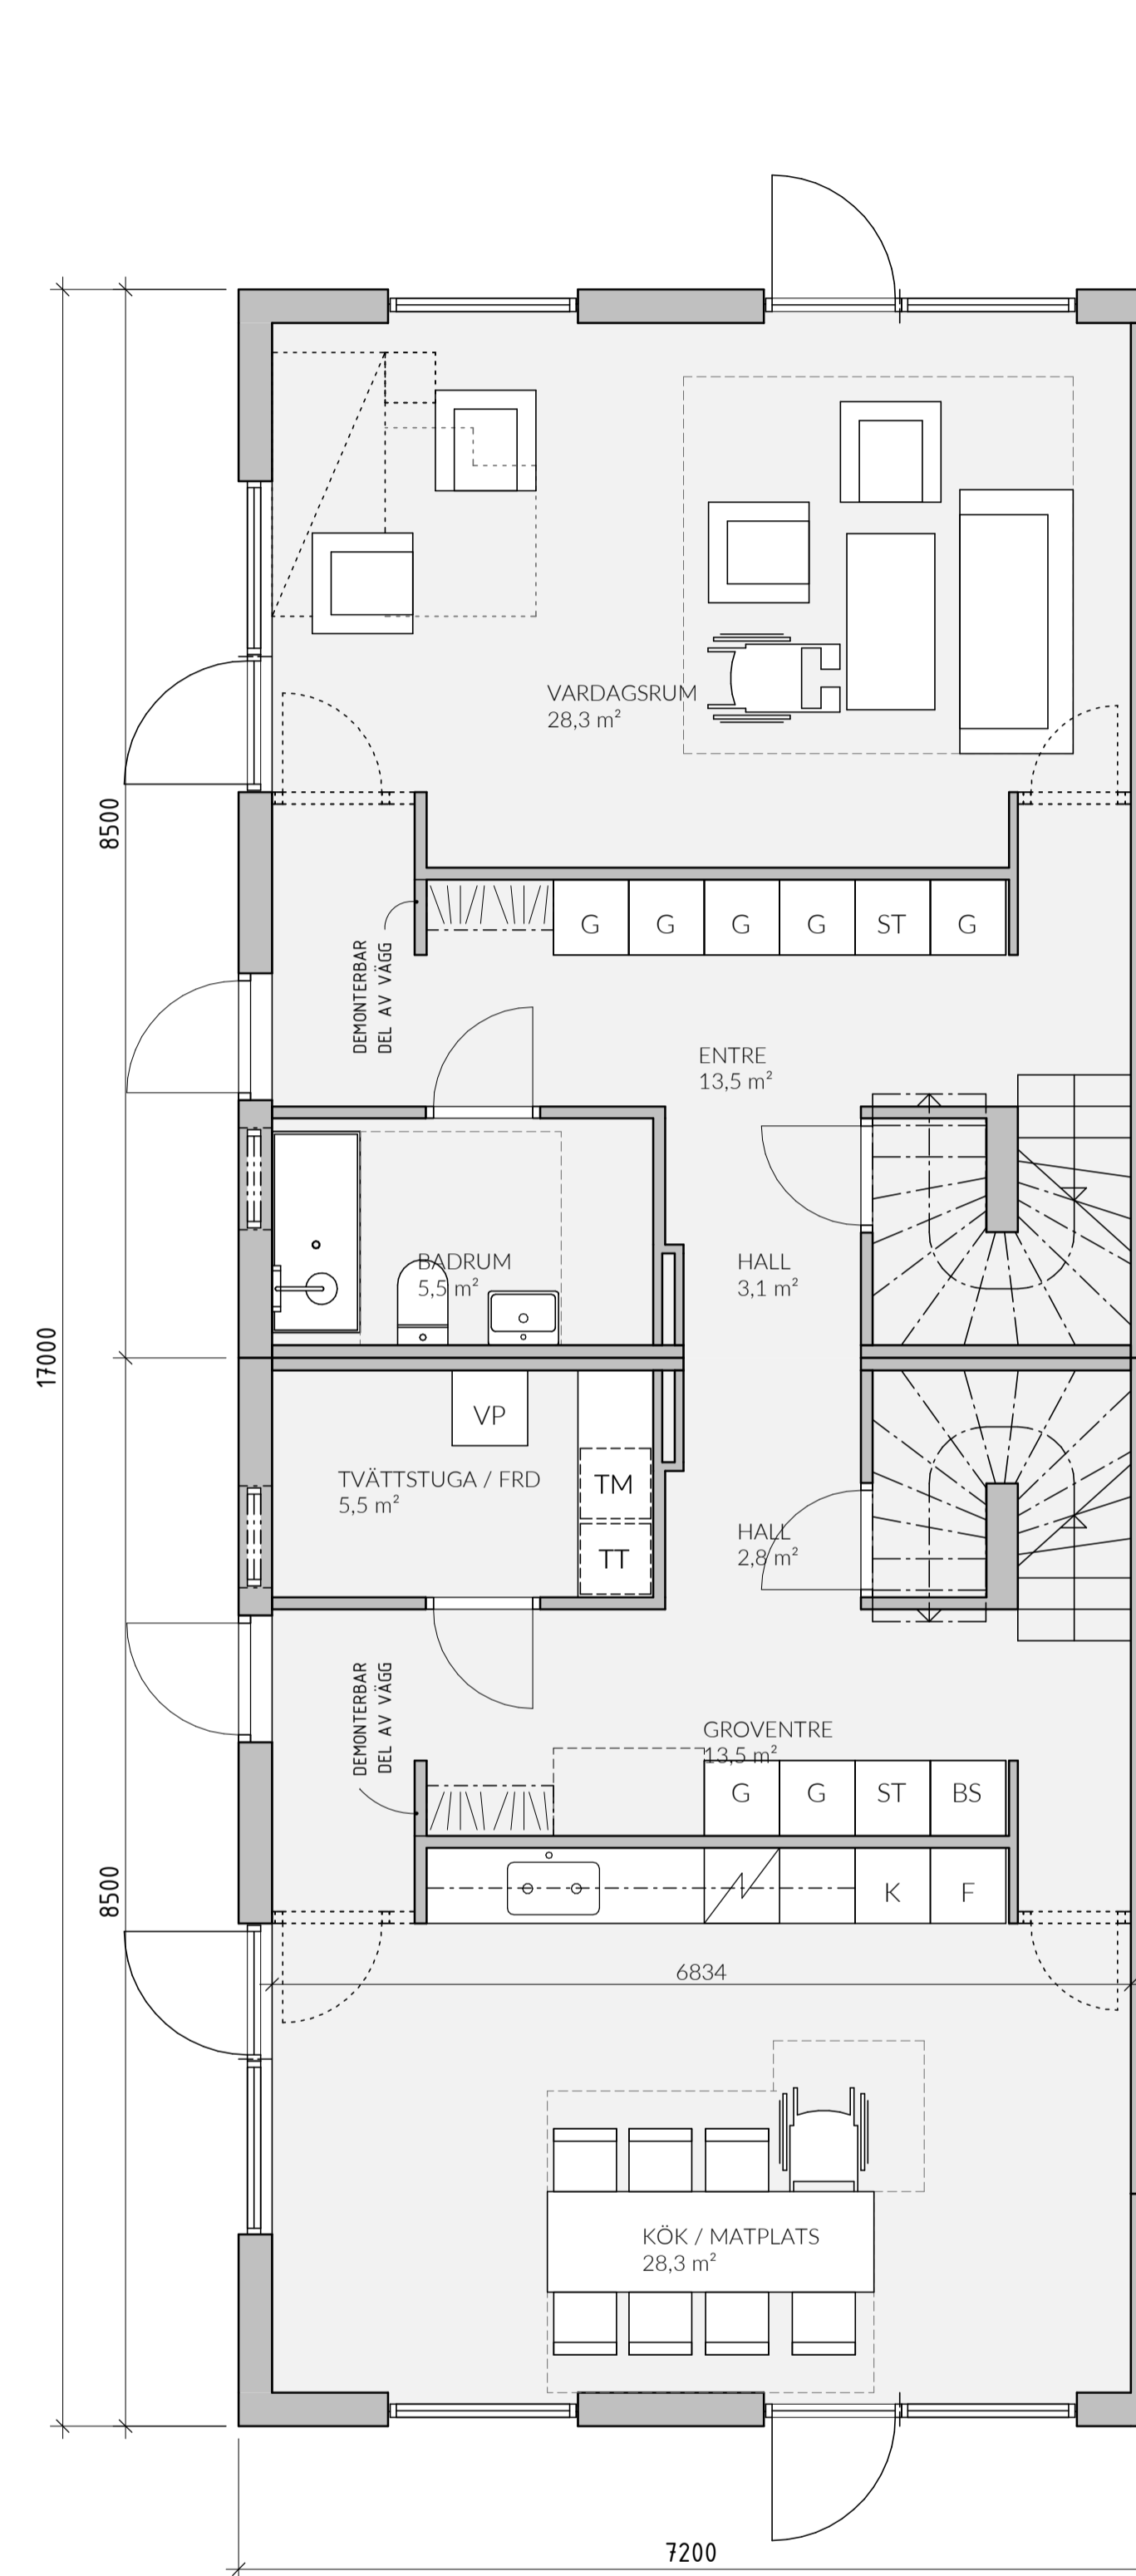 VARDAGSRUM
28,3 m²
8500
G G G G ST G
DEMONTERBAR
DEL AV VÄGG
ENTRE
13,5 m²
BADRUM
5,5 m²
HALL
3,1 m²
17000
VP
TVÄTTSTUGA / FRD
5,5 m²
TM
TT
HALL
2,8 m²
DEMONTERBAR
DEL AV VÄGG
GROVENTRE
13,5 m²
G G ST BS
8500
K F
6834
KÖK / MATPLATS
28,3 m²
7200